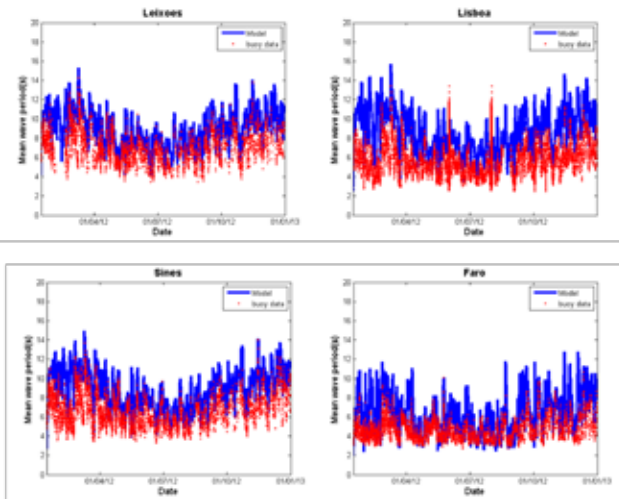 Leixoes
Mean wave period(s)
20
18
16
14
12
10
8
6
4
2
0
Model
buoy data
01/04/12 01/07/12 01/10/12 01/01/13
Date
Lisboa
Mean wave period(s)
20
18
16
14
12
10
8
6
4
2
0
Model
buoy data
01/04/12 01/07/12 01/10/12 01/01/13
Date
Sines
Mean wave period(s)
20
18
16
14
12
10
8
6
4
2
0
Model
buoy data
01/04/12 01/07/12 01/10/12 01/01/13
Date
Faro
Mean wave period(s)
20
18
16
14
12
10
8
6
4
2
0
Model
buoy data
01/04/12 01/07/12 01/10/12 01/01/13
Date